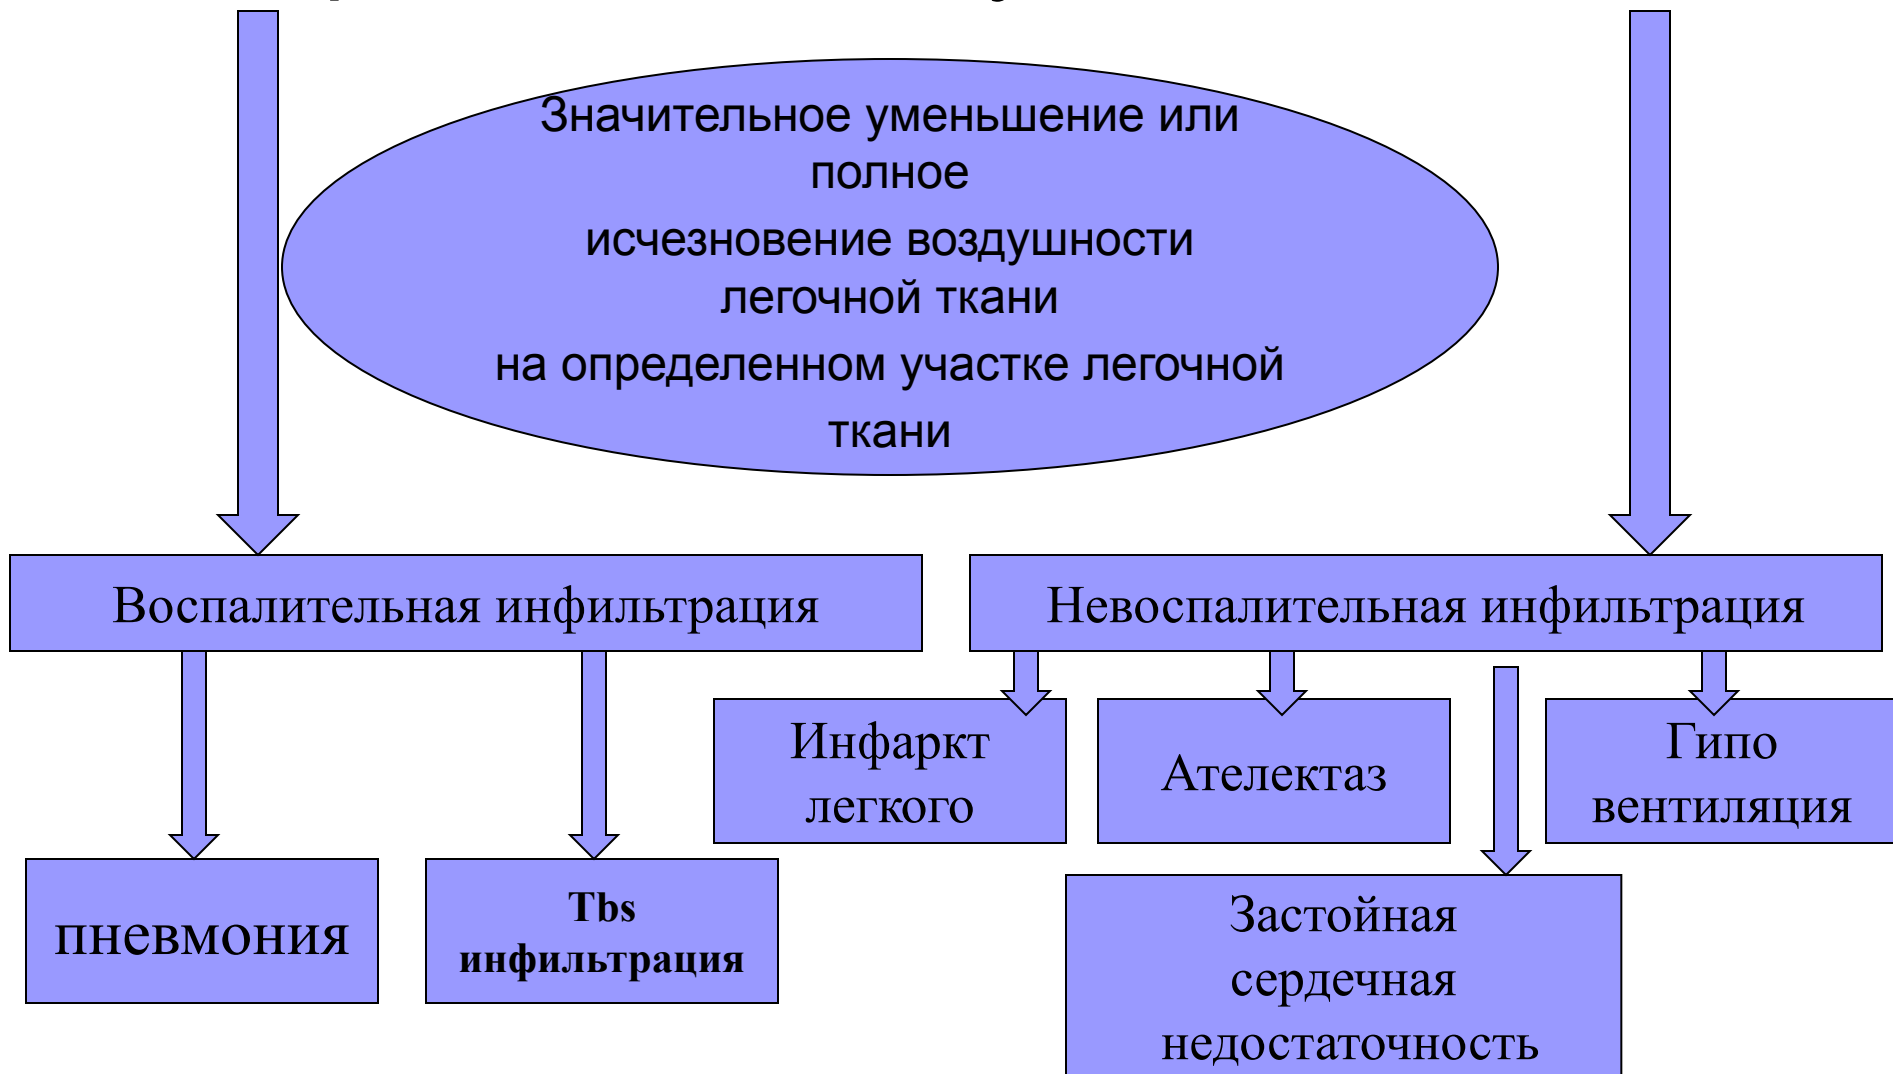 Значительное уменьшение или
полное
исчезновение воздушности
легочной ткани
на определенном участке легочной
ткани
Воспалительная инфильтрация
Невоспалительная инфильтрация
Инфаркт
легкого
Ателектаз
Гипо
вентиляция
пневмония
Tbs
инфильтрация
Застойная
сердечная
недостаточность